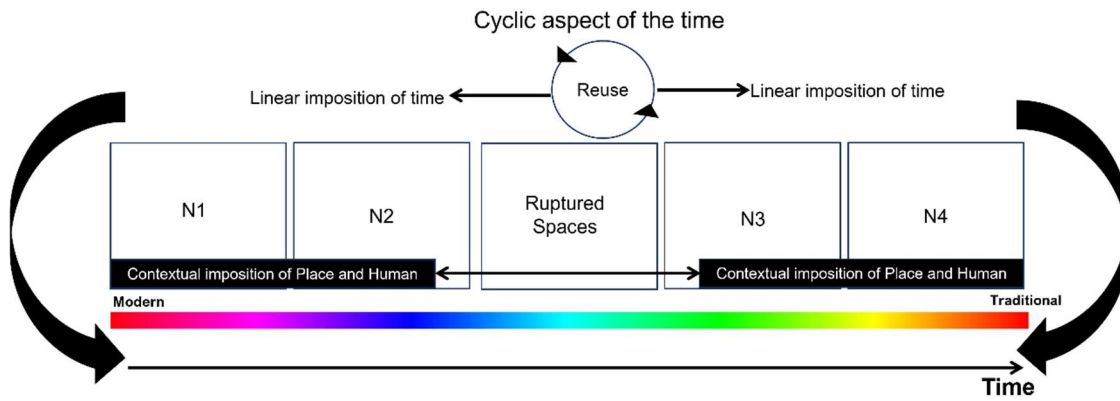 Cyclic aspect of the time
Linear imposition of time
Reuse
Linear imposition of time
N1
N2
Ruptured
Spaces
N3
N4
Contextual imposition of Place and Human
Contextual imposition of Place and Human
Modern
Traditional
Time